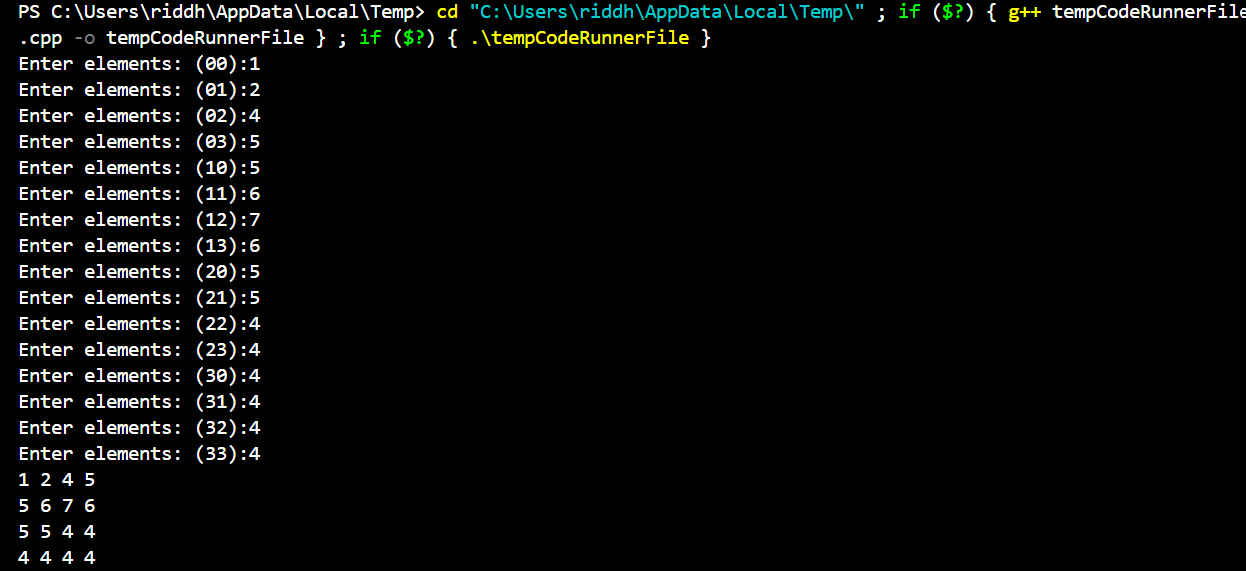 PS C:\Users\riddh\AppData\Local\Temp> cd "C:\Users\riddh\AppData\Local\Temp\" ; if ($?) { g++ tempCodeRunnerFile
.cpp -o tempCodeRunnerFile } ; if ($?) { .\tempCodeRunnerFile }
Enter elements: (00):1
Enter elements: (01):2
Enter elements: (02):4
Enter elements: (03):5
Enter elements: (10):5
Enter elements: (11):6
Enter elements: (12):7
Enter elements: (13):6
Enter elements: (20):5
Enter elements: (21):5
Enter elements: (22):4
Enter elements: (23):4
Enter elements: (30):4
Enter elements: (31):4
Enter elements: (32):4
Enter elements: (33):4
1 2 4 5
5 6 7 6
5 5 4 4
4 4 4 4